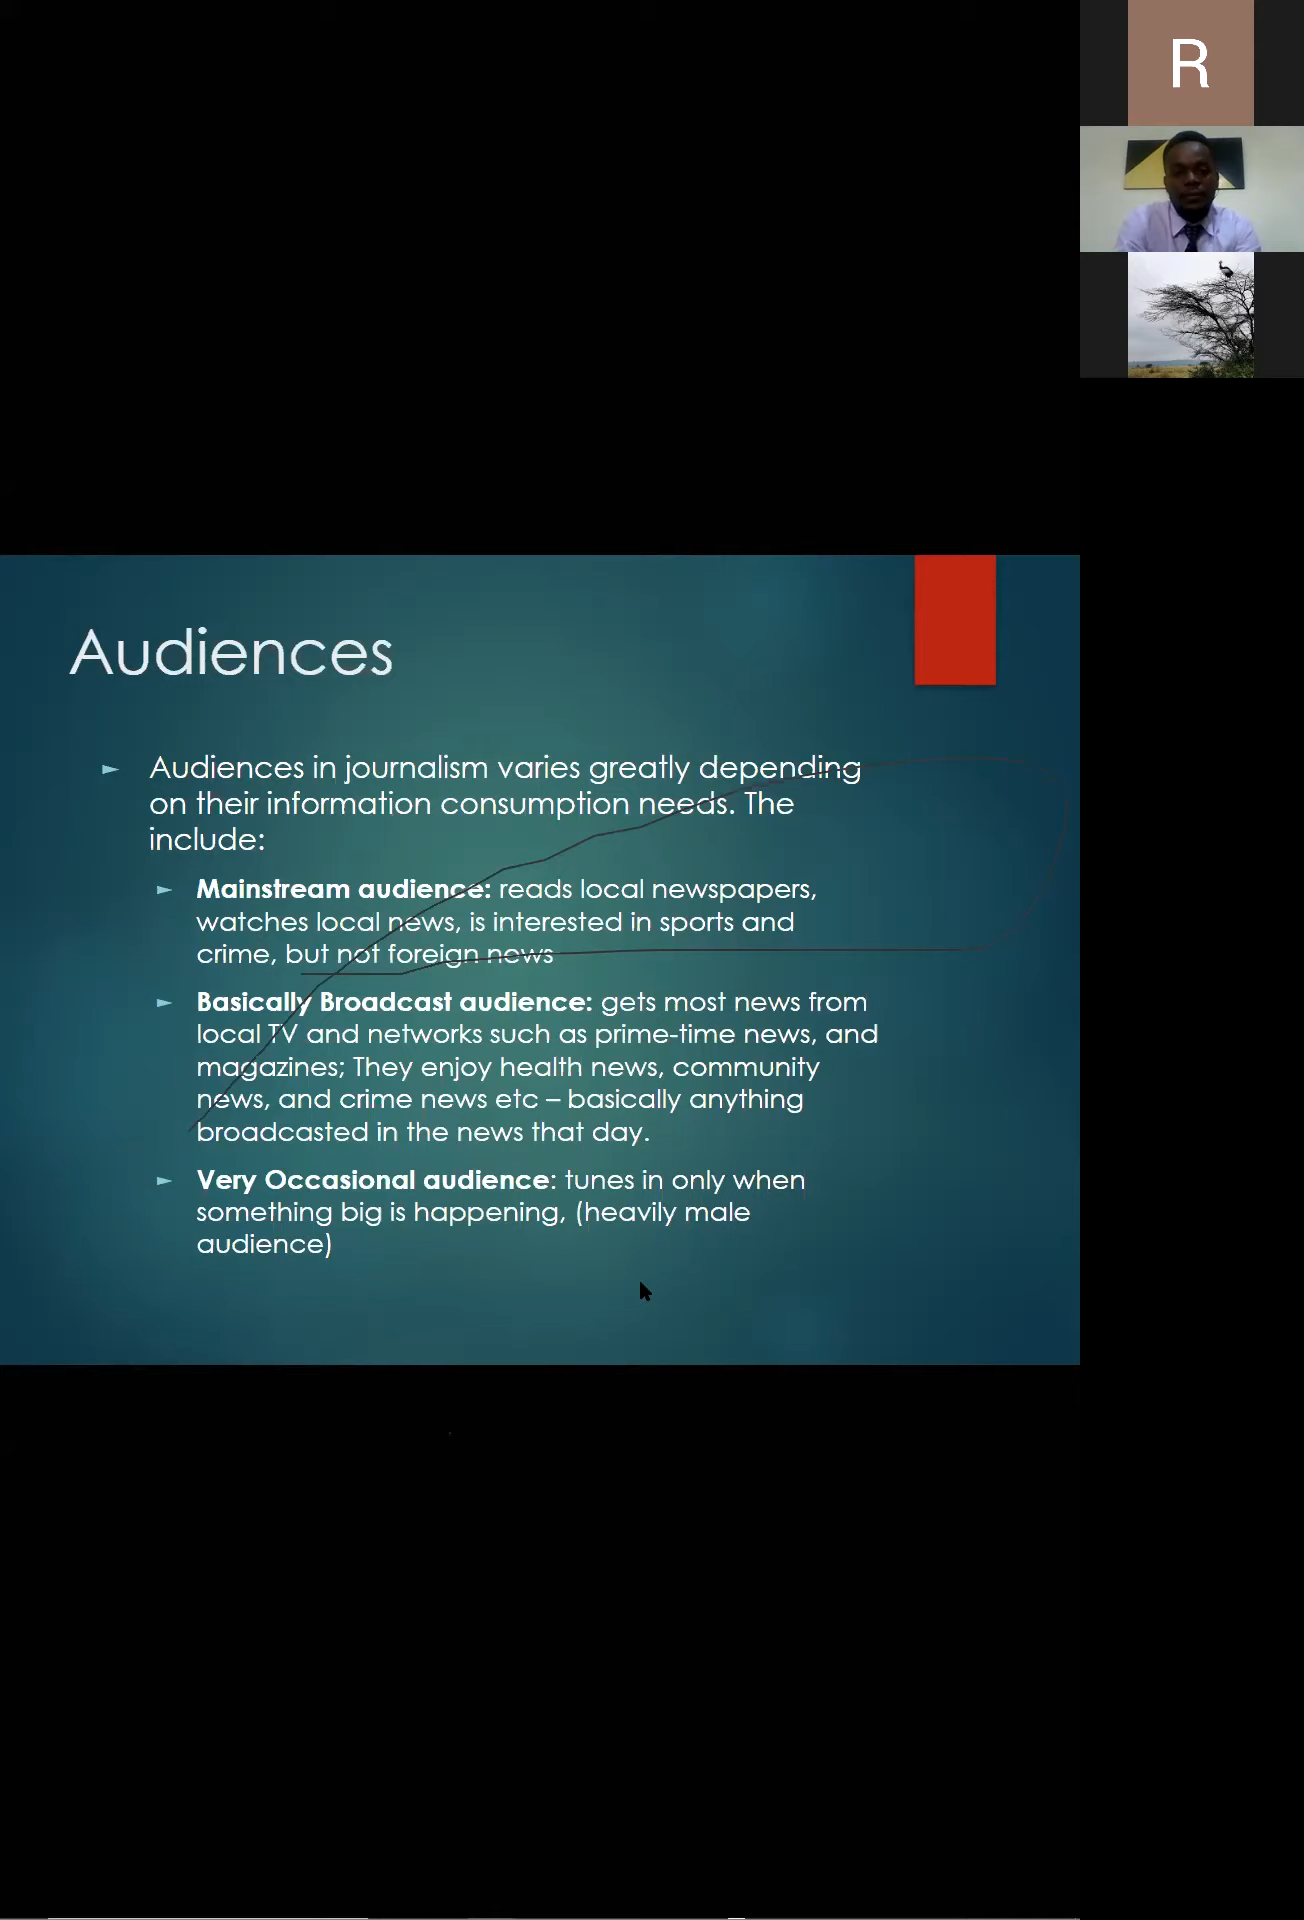 R
Audiences
Audiences in journalism varies greatly depending
on their information consumption needs. The
include:
Mainstream audience: reads local newspapers,
watches local news, is interested in sports and
crime, but not foreign news
Basically Broadcast audience: gets most news from
local TV and networks such as prime-time news, and
magazines; They enjoy health news, community
news, and crime news etc – basically anything
broadcasted in the news that day.
Very Occasional audience: tunes in only when
something big is happening, (heavily male
audience)